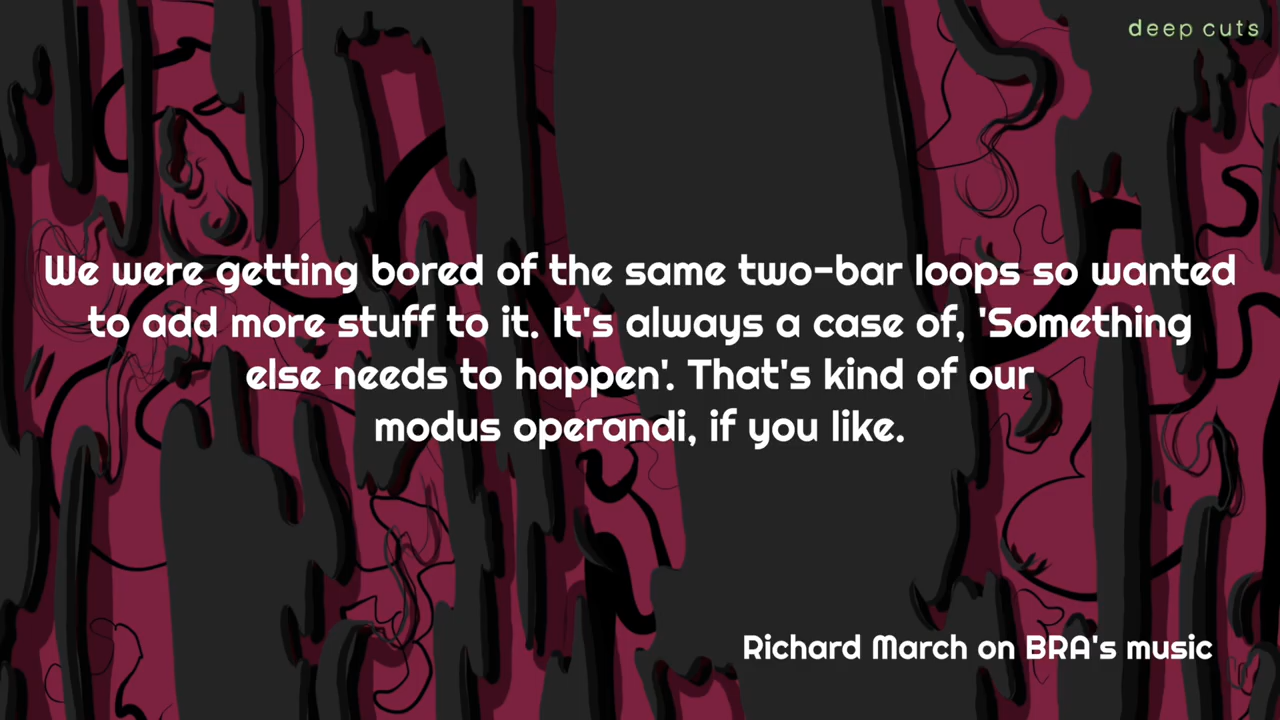 deep cuts
We were getting bored of the same two-bar loops so wanted
to add more stuff to it. It's always a case of, 'Something
else needs to happen'. That's kind of our
modus operandi, if you like.
Richard March on BRA's music